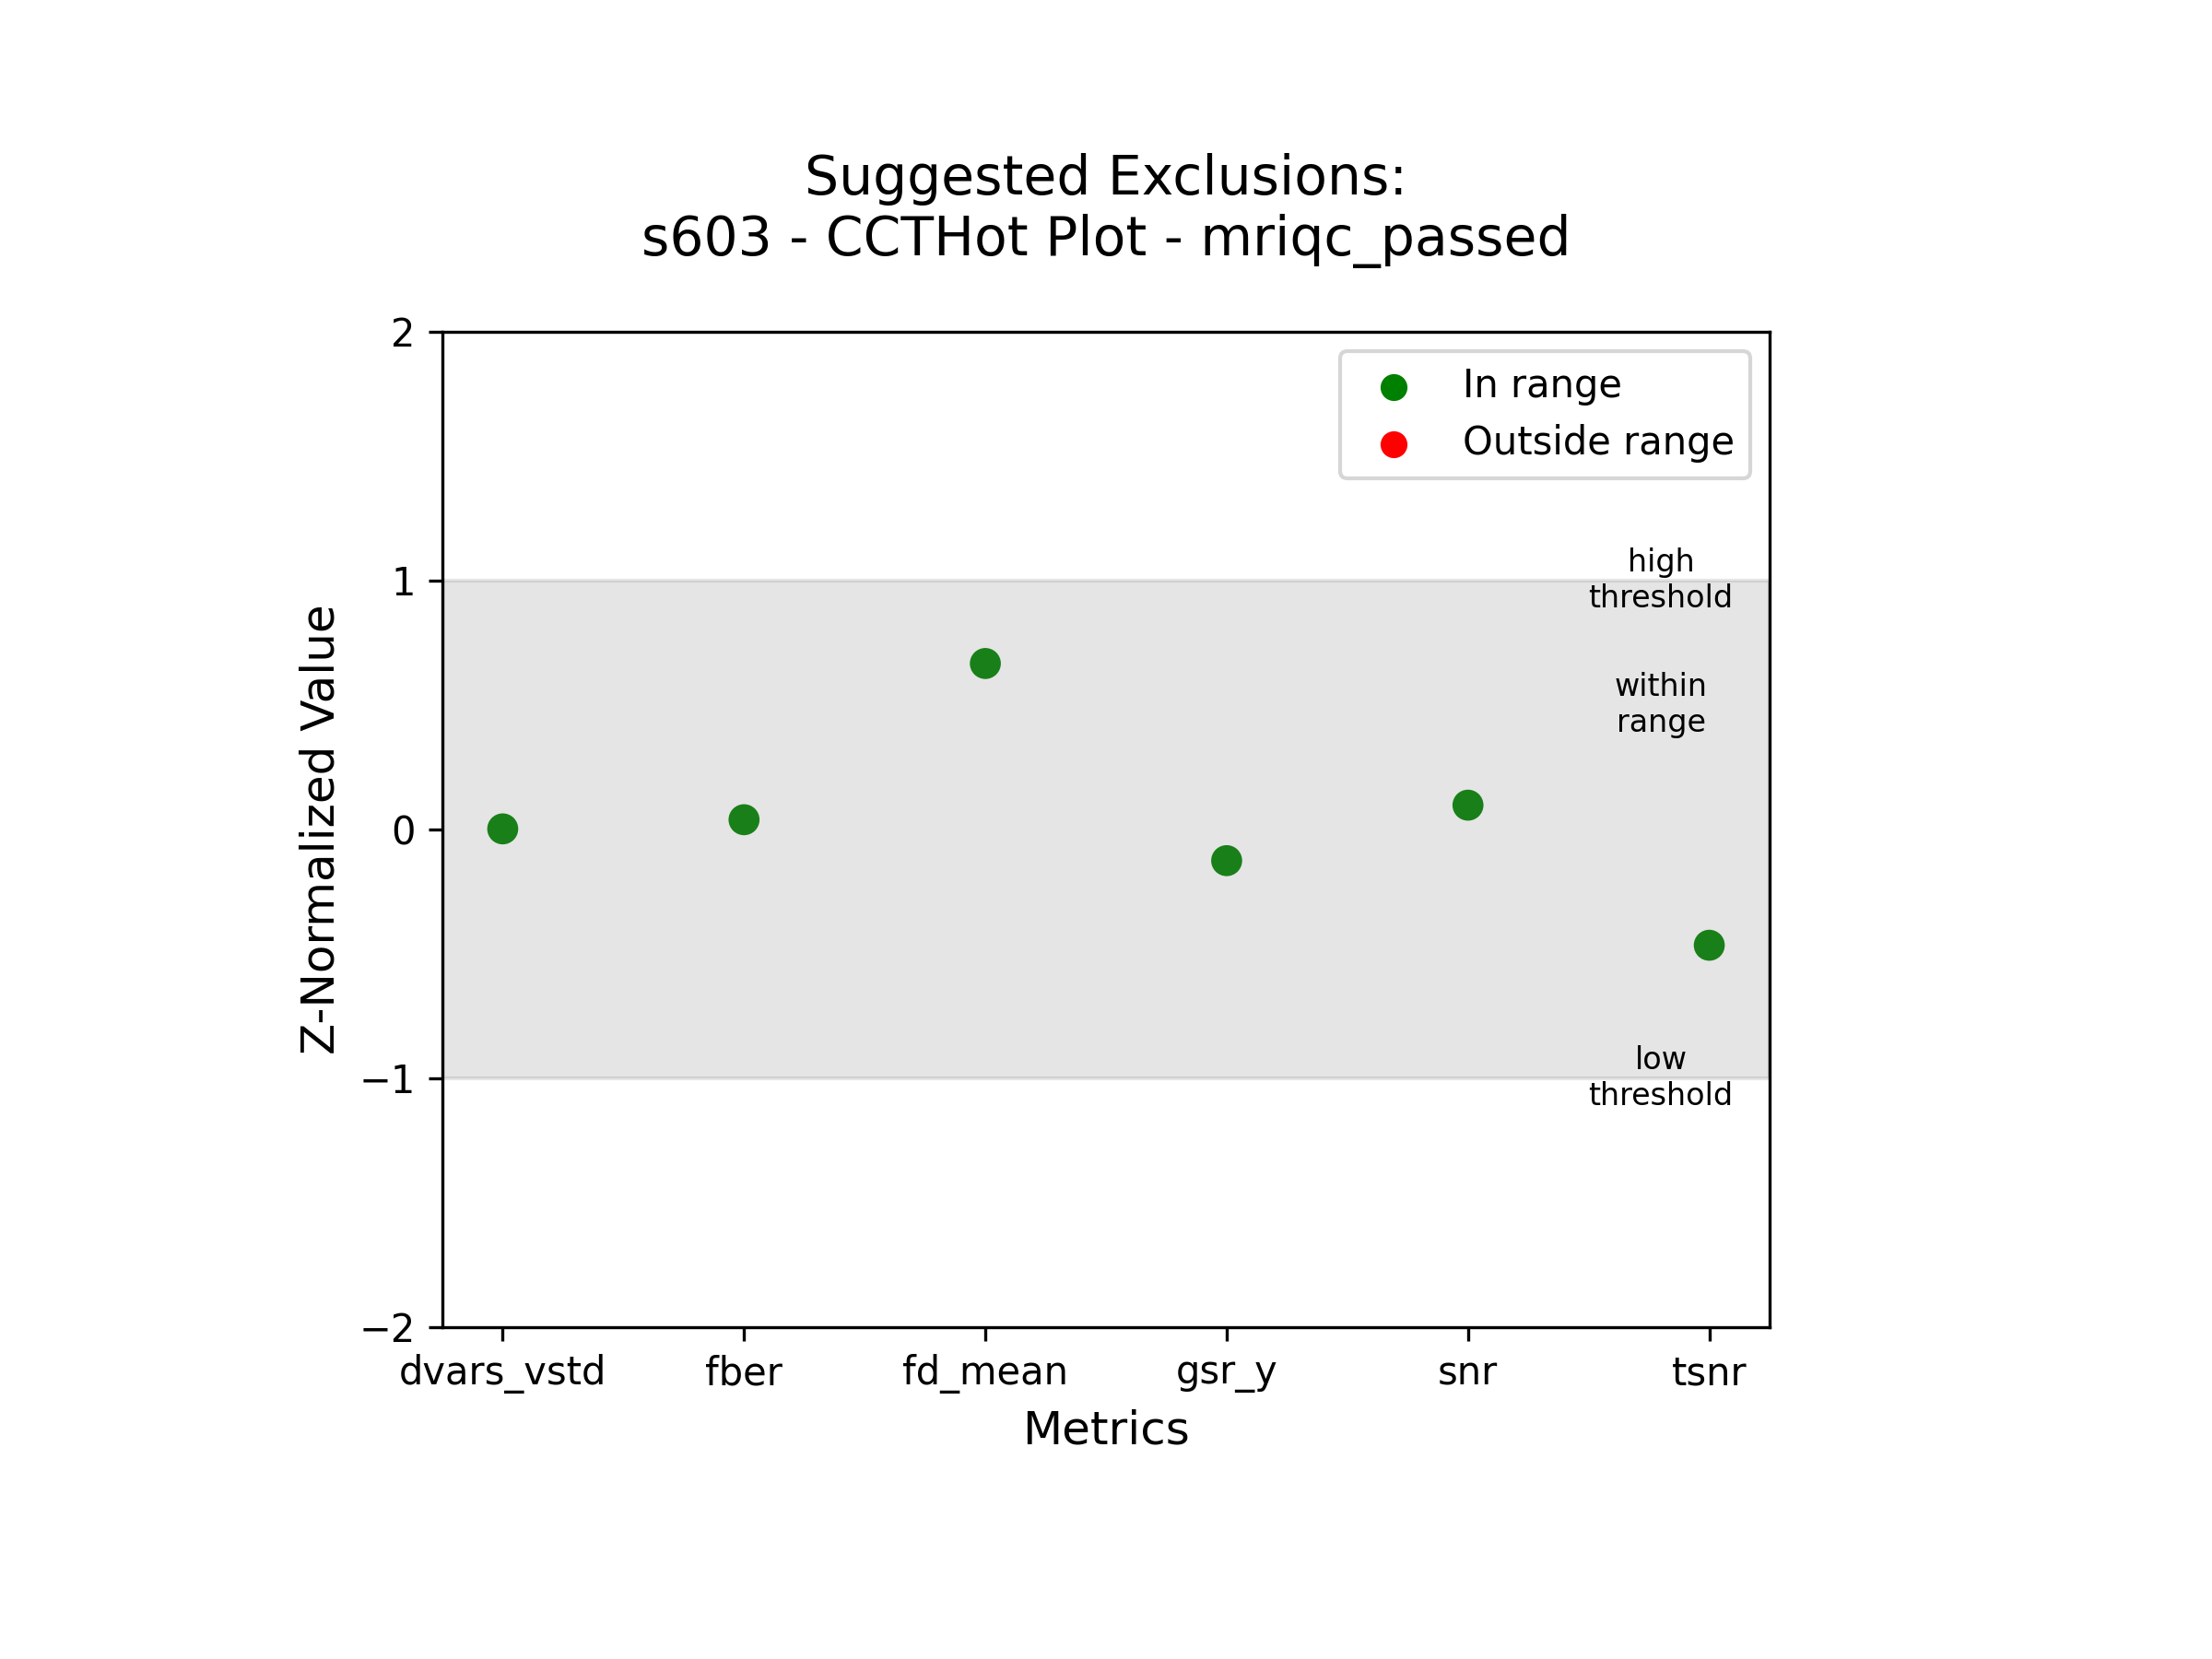 Suggested Exclusions:
s603 - CCTHot Plot - mriqc_passed
2
In range
Outside range
high
threshold
1
within
range
Z-Normalized Value
0
low
threshold
−1
−2
dvars_vstd fber fd_mean gsr_y snr tsnr
Metrics